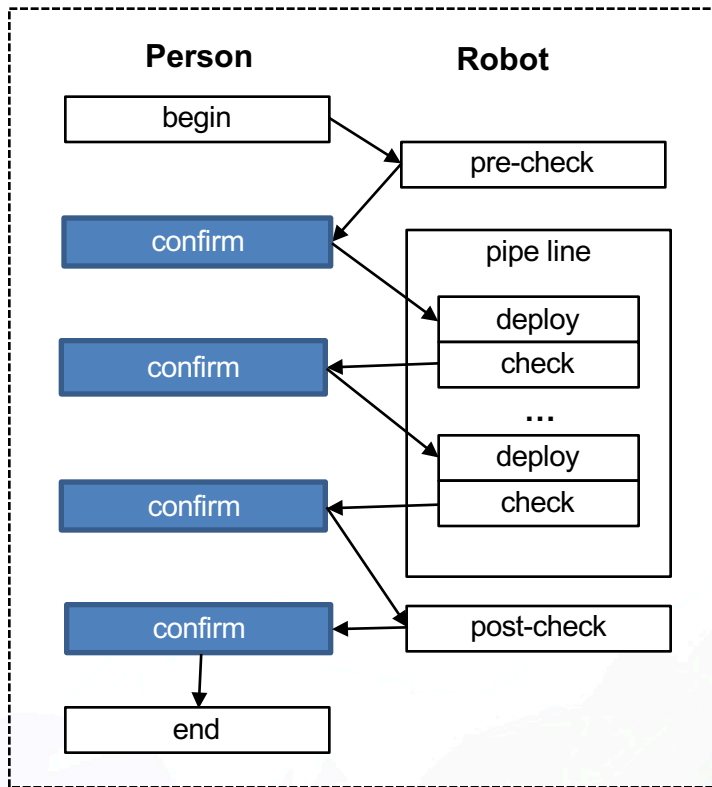 Person
Robot
begin
pre-check
confirm
pipe line
deploy
check
confirm
...
deploy
check
confirm
post-check
confirm
end